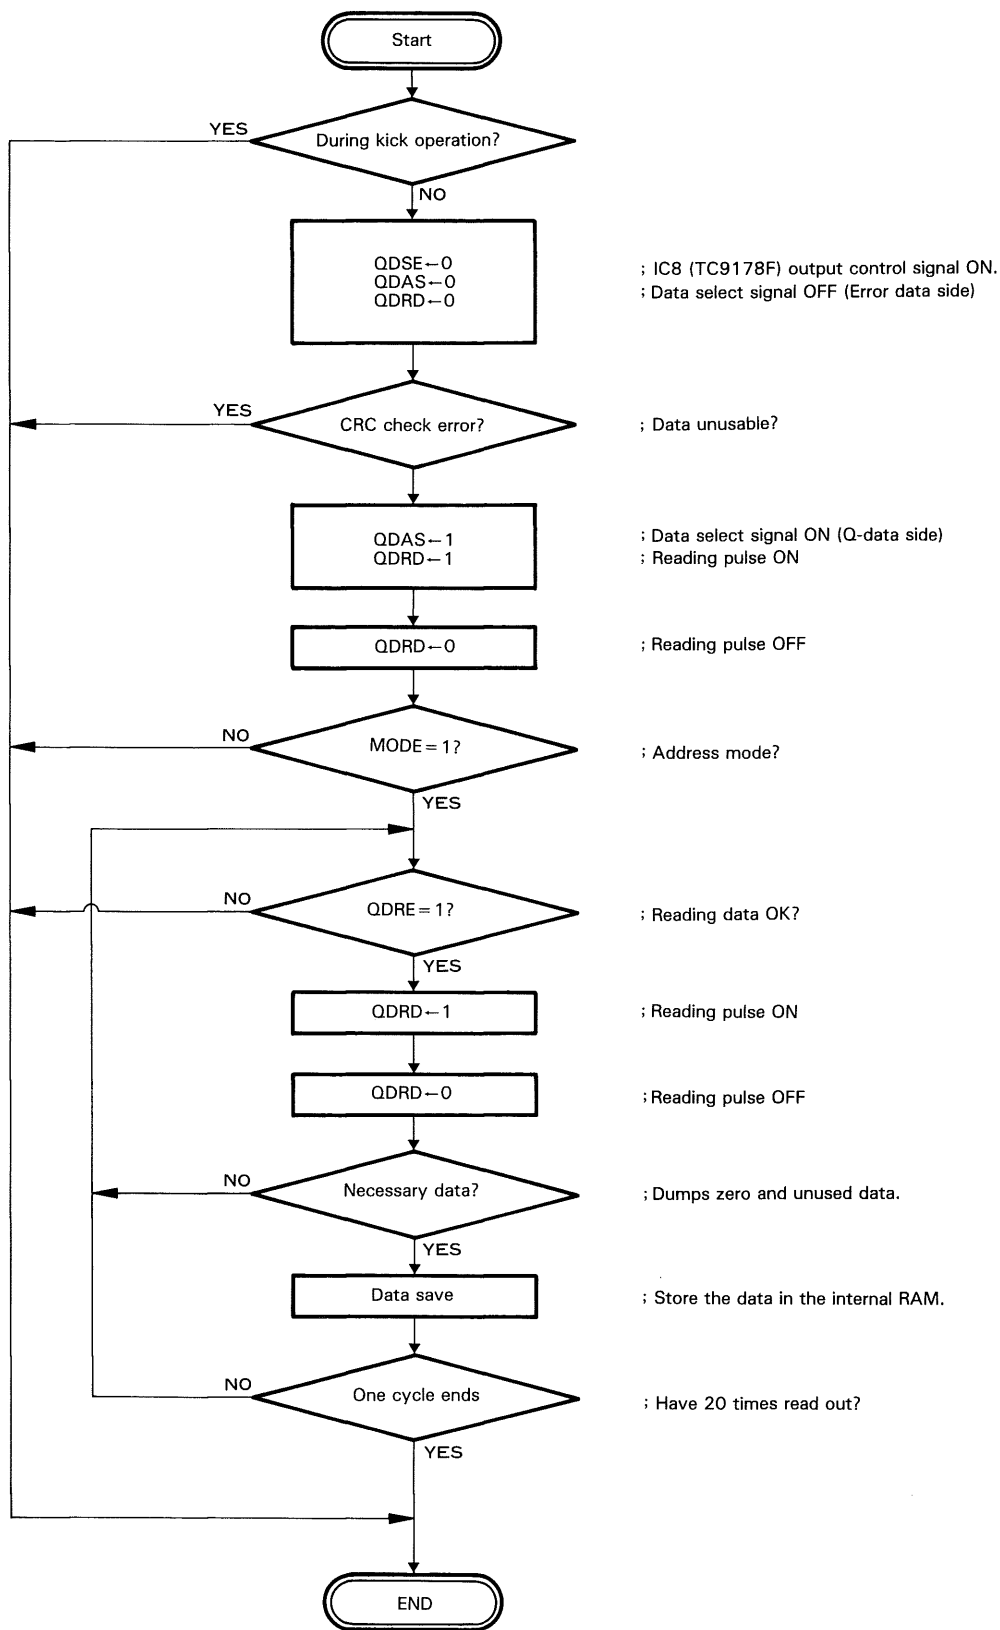 Start
During kick operation?
YES
NO
QDSE←0
QDAS←0
QDRD←0
; IC8 (TC9178F) output control signal ON.
; Data select signal OFF (Error data side)
YES
CRC check error?
; Data unusable?
QDAS←1
QDRD←1
; Data select signal ON (Q-data side)
; Reading pulse ON
QDRD←0
; Reading pulse OFF
NO
MODE=1?
; Address mode?
YES
NO
QDRE=1?
; Reading data OK?
YES
QDRD←1
; Reading pulse ON
QDRD←0
; Reading pulse OFF
NO
Necessary data?
; Dumps zero and unused data.
YES
Data save
; Store the data in the internal RAM.
NO
One cycle ends
; Have 20 times read out?
YES
END